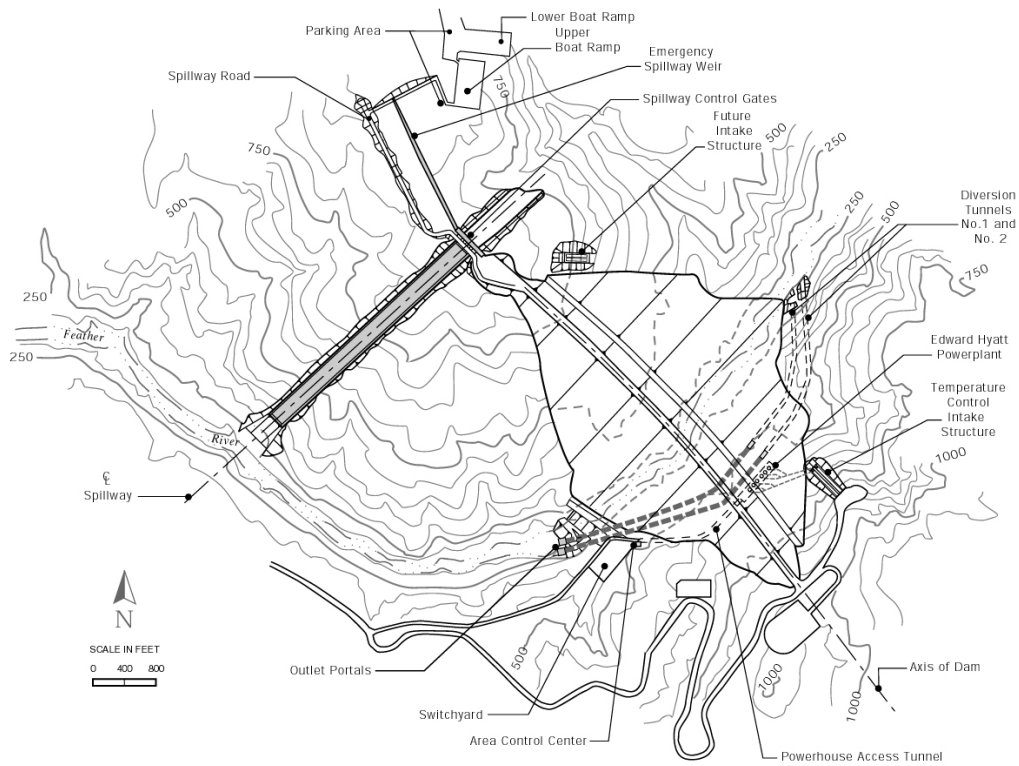 Lower Boat Ramp
Parking Area
Upper
Boat Ramp
Emergency
Spillway Weir
Spillway Road
750
Spillway Control Gates
Future
Intake
Structure
500
250
750
500
250
500
Diversion
Tunnels
No.1 and
No. 2
750
250
Feather
250
Edward Hyatt
Powerplant
Temperature
Control
Intake
Structure
River
1000
℄
Spillway
N
SCALE IN FEET
0 400 800
500
Outlet Portals
1000
Axis of Dam
1000
Switchyard
Area Control Center
Powerhouse Access Tunnel